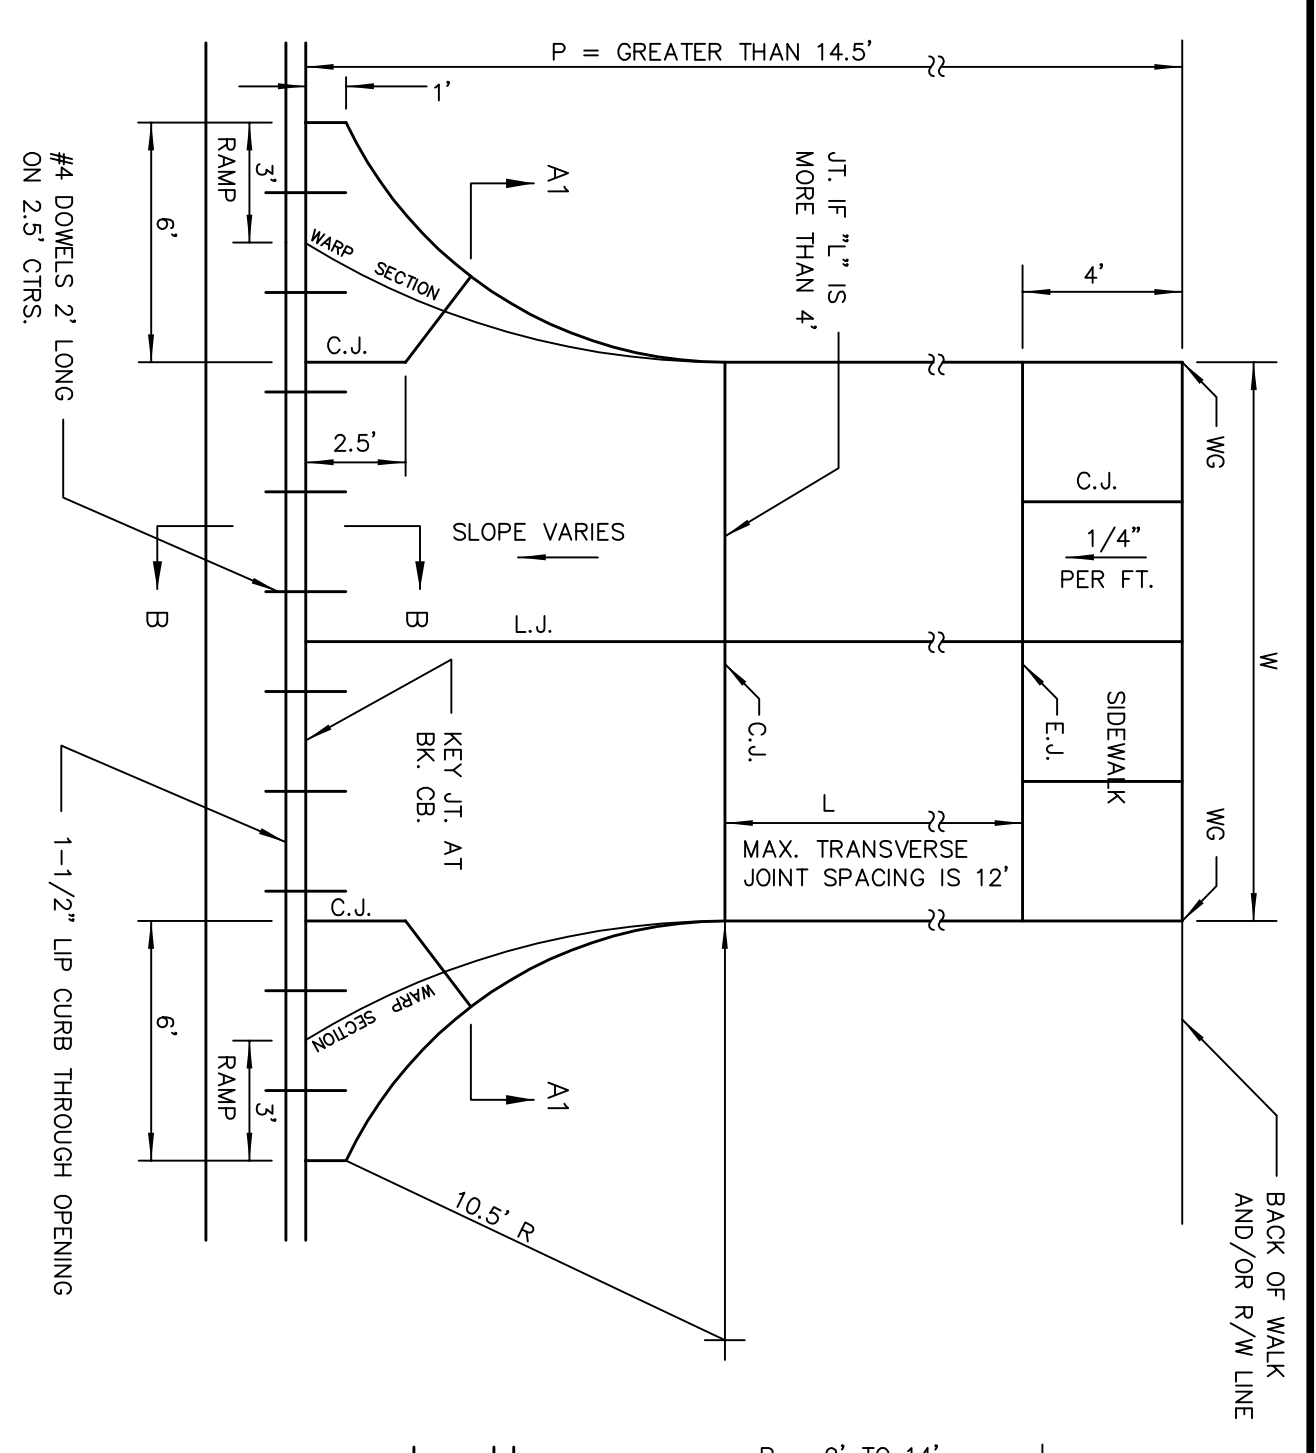 P = GREATER THAN 14.5'
1'
3'
RAMP
6'
#4 DOWELS 2' LONG
ON 2.5' CTRS.
A1
WARP SECTION
C.J.
2.5'
JT. IF "L" IS
MORE THAN 4'
4'
WG
C.J.
1/4"
PER FT.
SLOPE VARIES
B
B
L.J.
W
SIDEWALK
E.J.
C.J.
KEY JT. AT
BK. CB.
L
MAX. TRANSVERSE
JOINT SPACING IS 12'
WG
1-1/2" LIP CURB THROUGH OPENING
C.J.
WARP SECTION
6'
RAMP
3'
A1
10.5' R
BACK OF WALK
AND/OR R/W LINE